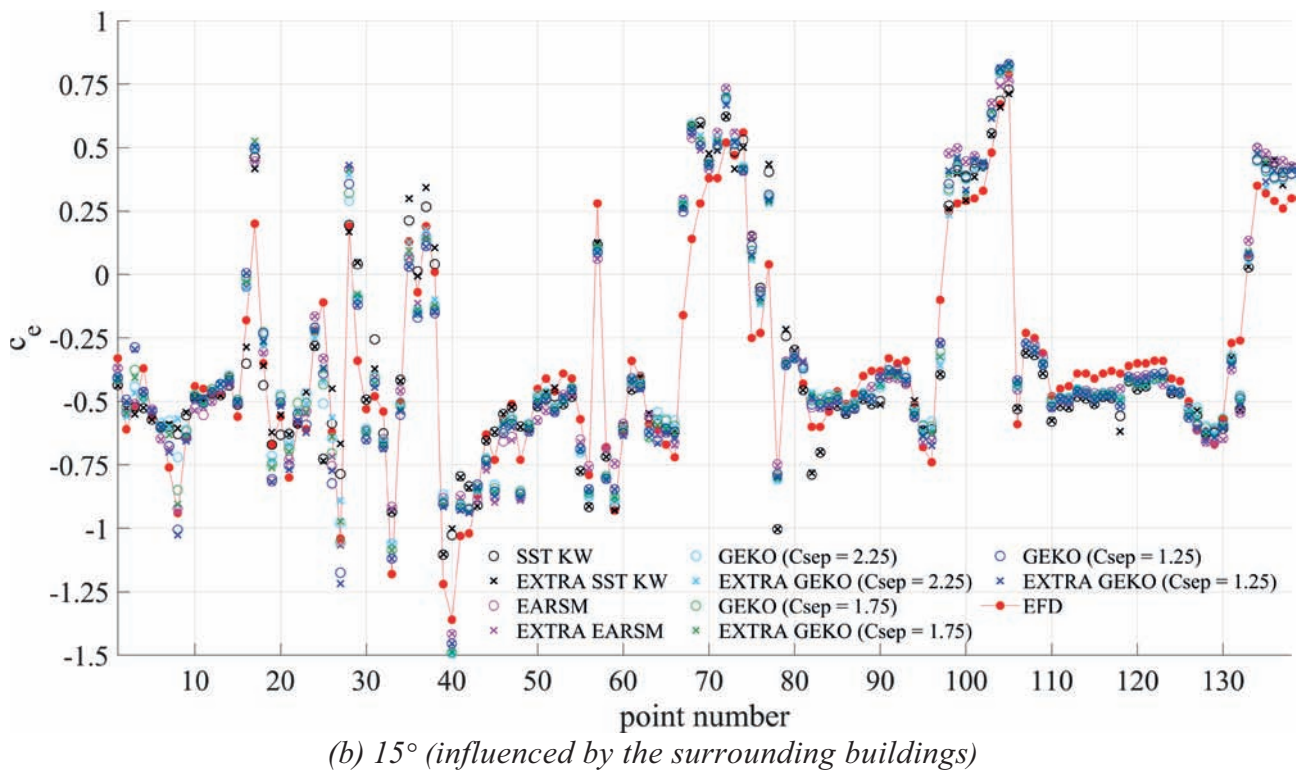 1
0.75
0.5
0.25
0
-0.25
-0.5
-0.75
-1
-1.25
-1.5
c_e
SST KW
EXTRA SST KW
EARSM
EXTRA EARSM
GEKO (Csep = 2.25)
EXTRA GEKO (Csep = 2.25)
GEKO (Csep = 1.75)
EXTRA GEKO (Csep = 1.75)
GEKO (Csep = 1.25)
EXTRA GEKO (Csep = 1.25)
EFD
10 20 30 40 50 60 70 80 90 100 110 120 130
point number
(b) 15° (influenced by the surrounding buildings)